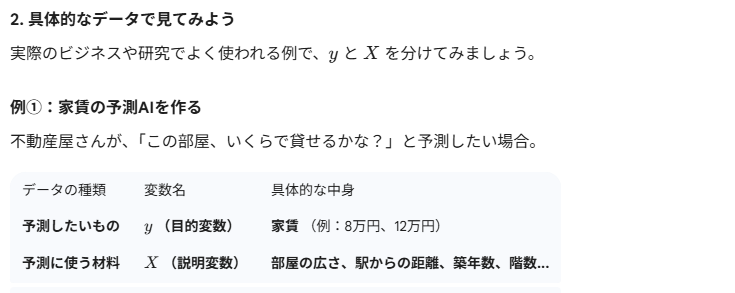 2. 具体的なデータで見てみよう
実際のビジネスや研究でよく使われる例で、y と X を分けてみましょう。
例①：家賃の予測AIを作る
不動産屋さんが、「この部屋、いくらで貸せるかな？」と予測したい場合。
データの種類 変数名 具体的な中身
予測したいもの y （目的変数） 家賃 （例：8万円、12万円）
予測に使う材料 X （説明変数） 部屋の広さ、駅からの距離、築年数、階数...